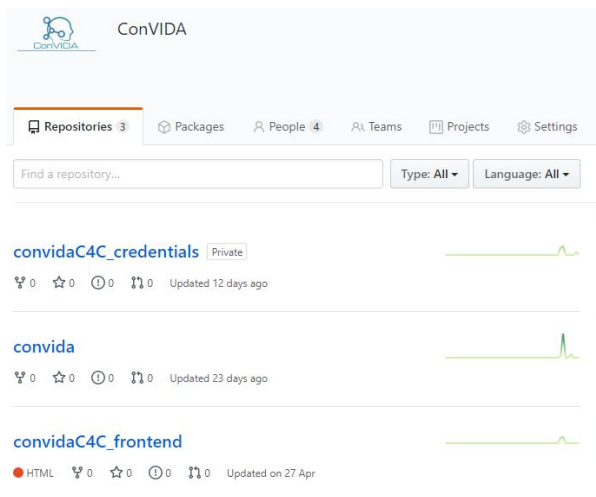 ConVIDA
ConVIDA
Repositories 3 Packages People 4 Teams Projects Settings
Find a repository... Type: All Language: All
convidaC4C_credentials Private
0 0 0 0 Updated 12 days ago
convida
0 0 0 0 Updated 23 days ago
convidaC4C_frontend
HTML 0 0 0 0 Updated on 27 Apr